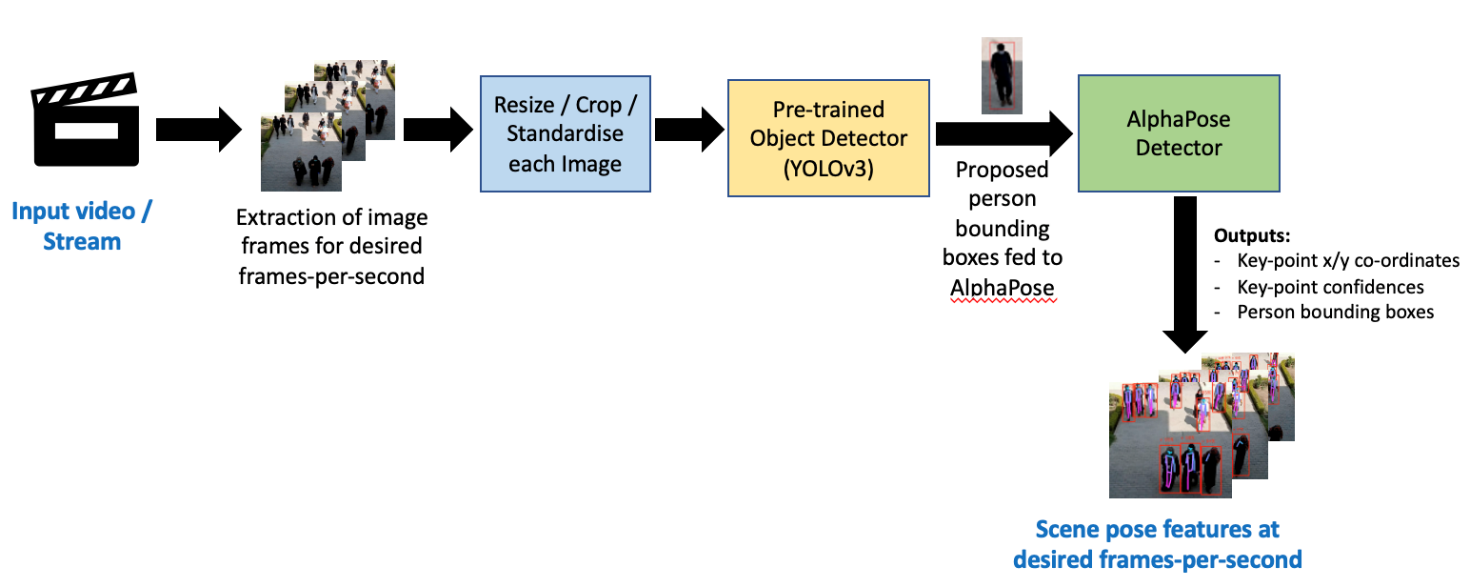 Input video /
Stream
Extraction of image
frames for desired
frames-per-second
Resize / Crop /
Standardise
each Image
Pre-trained
Object Detector
(YOLOv3)
Proposed
person
bounding
boxes fed to
AlphaPose
AlphaPose
Detector
Outputs:
- Key-point x/y co-ordinates
- Key-point confidences
- Person bounding boxes
Scene pose features at
desired frames-per-second